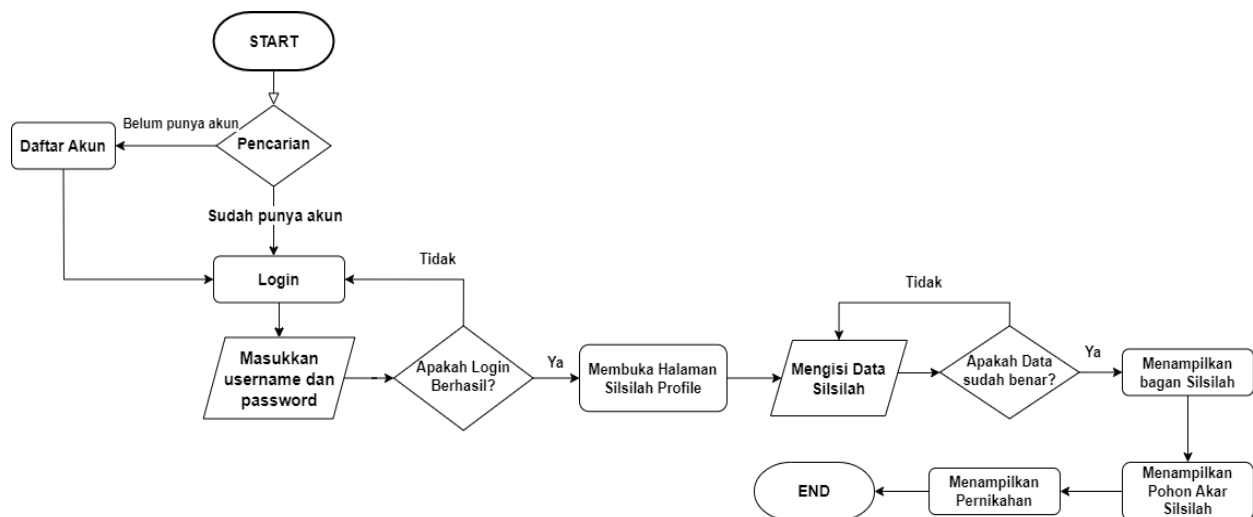 START
Belum punya akun
Daftar Akun
Pencarian
Sudah punya akun
Login
Tidak
Masukkan
username dan
password
Apakah Login
Berhasil?
Ya
Membuka Halaman
Silsilah Profile
Tidak
Mengisi Data
Silsilah
Apakah Data
sudah benar?
Ya
Menampilkan
bagan Silsilah
Menampilkan
Pohon Akar
Silsilah
Menampilkan
Pernikahan
END